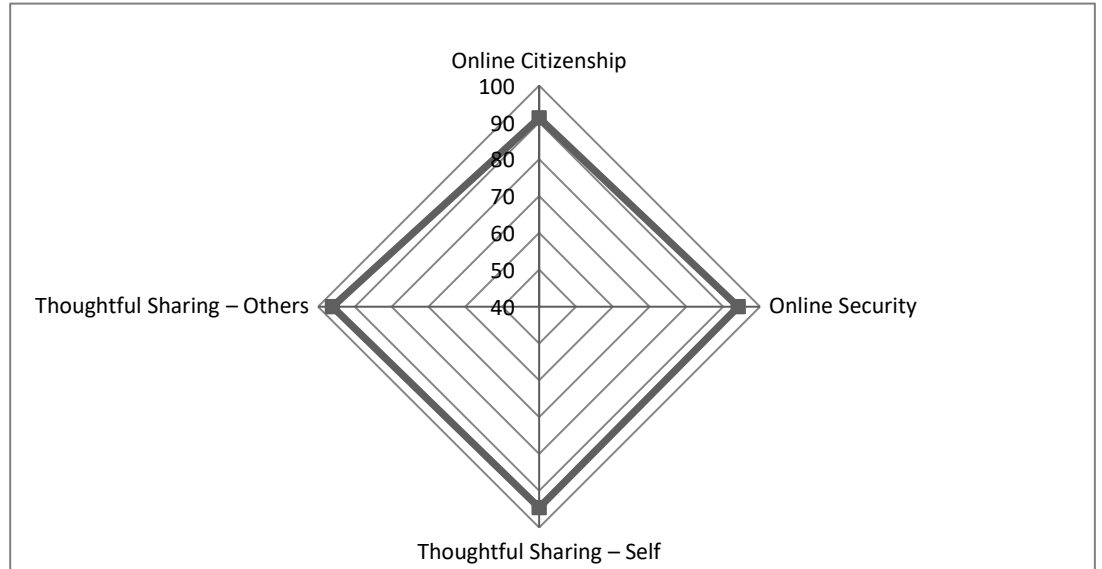 Online Citizenship
100
90
80
70
60
50
40
Thoughtful Sharing – Others
Online Security
Thoughtful Sharing – Self